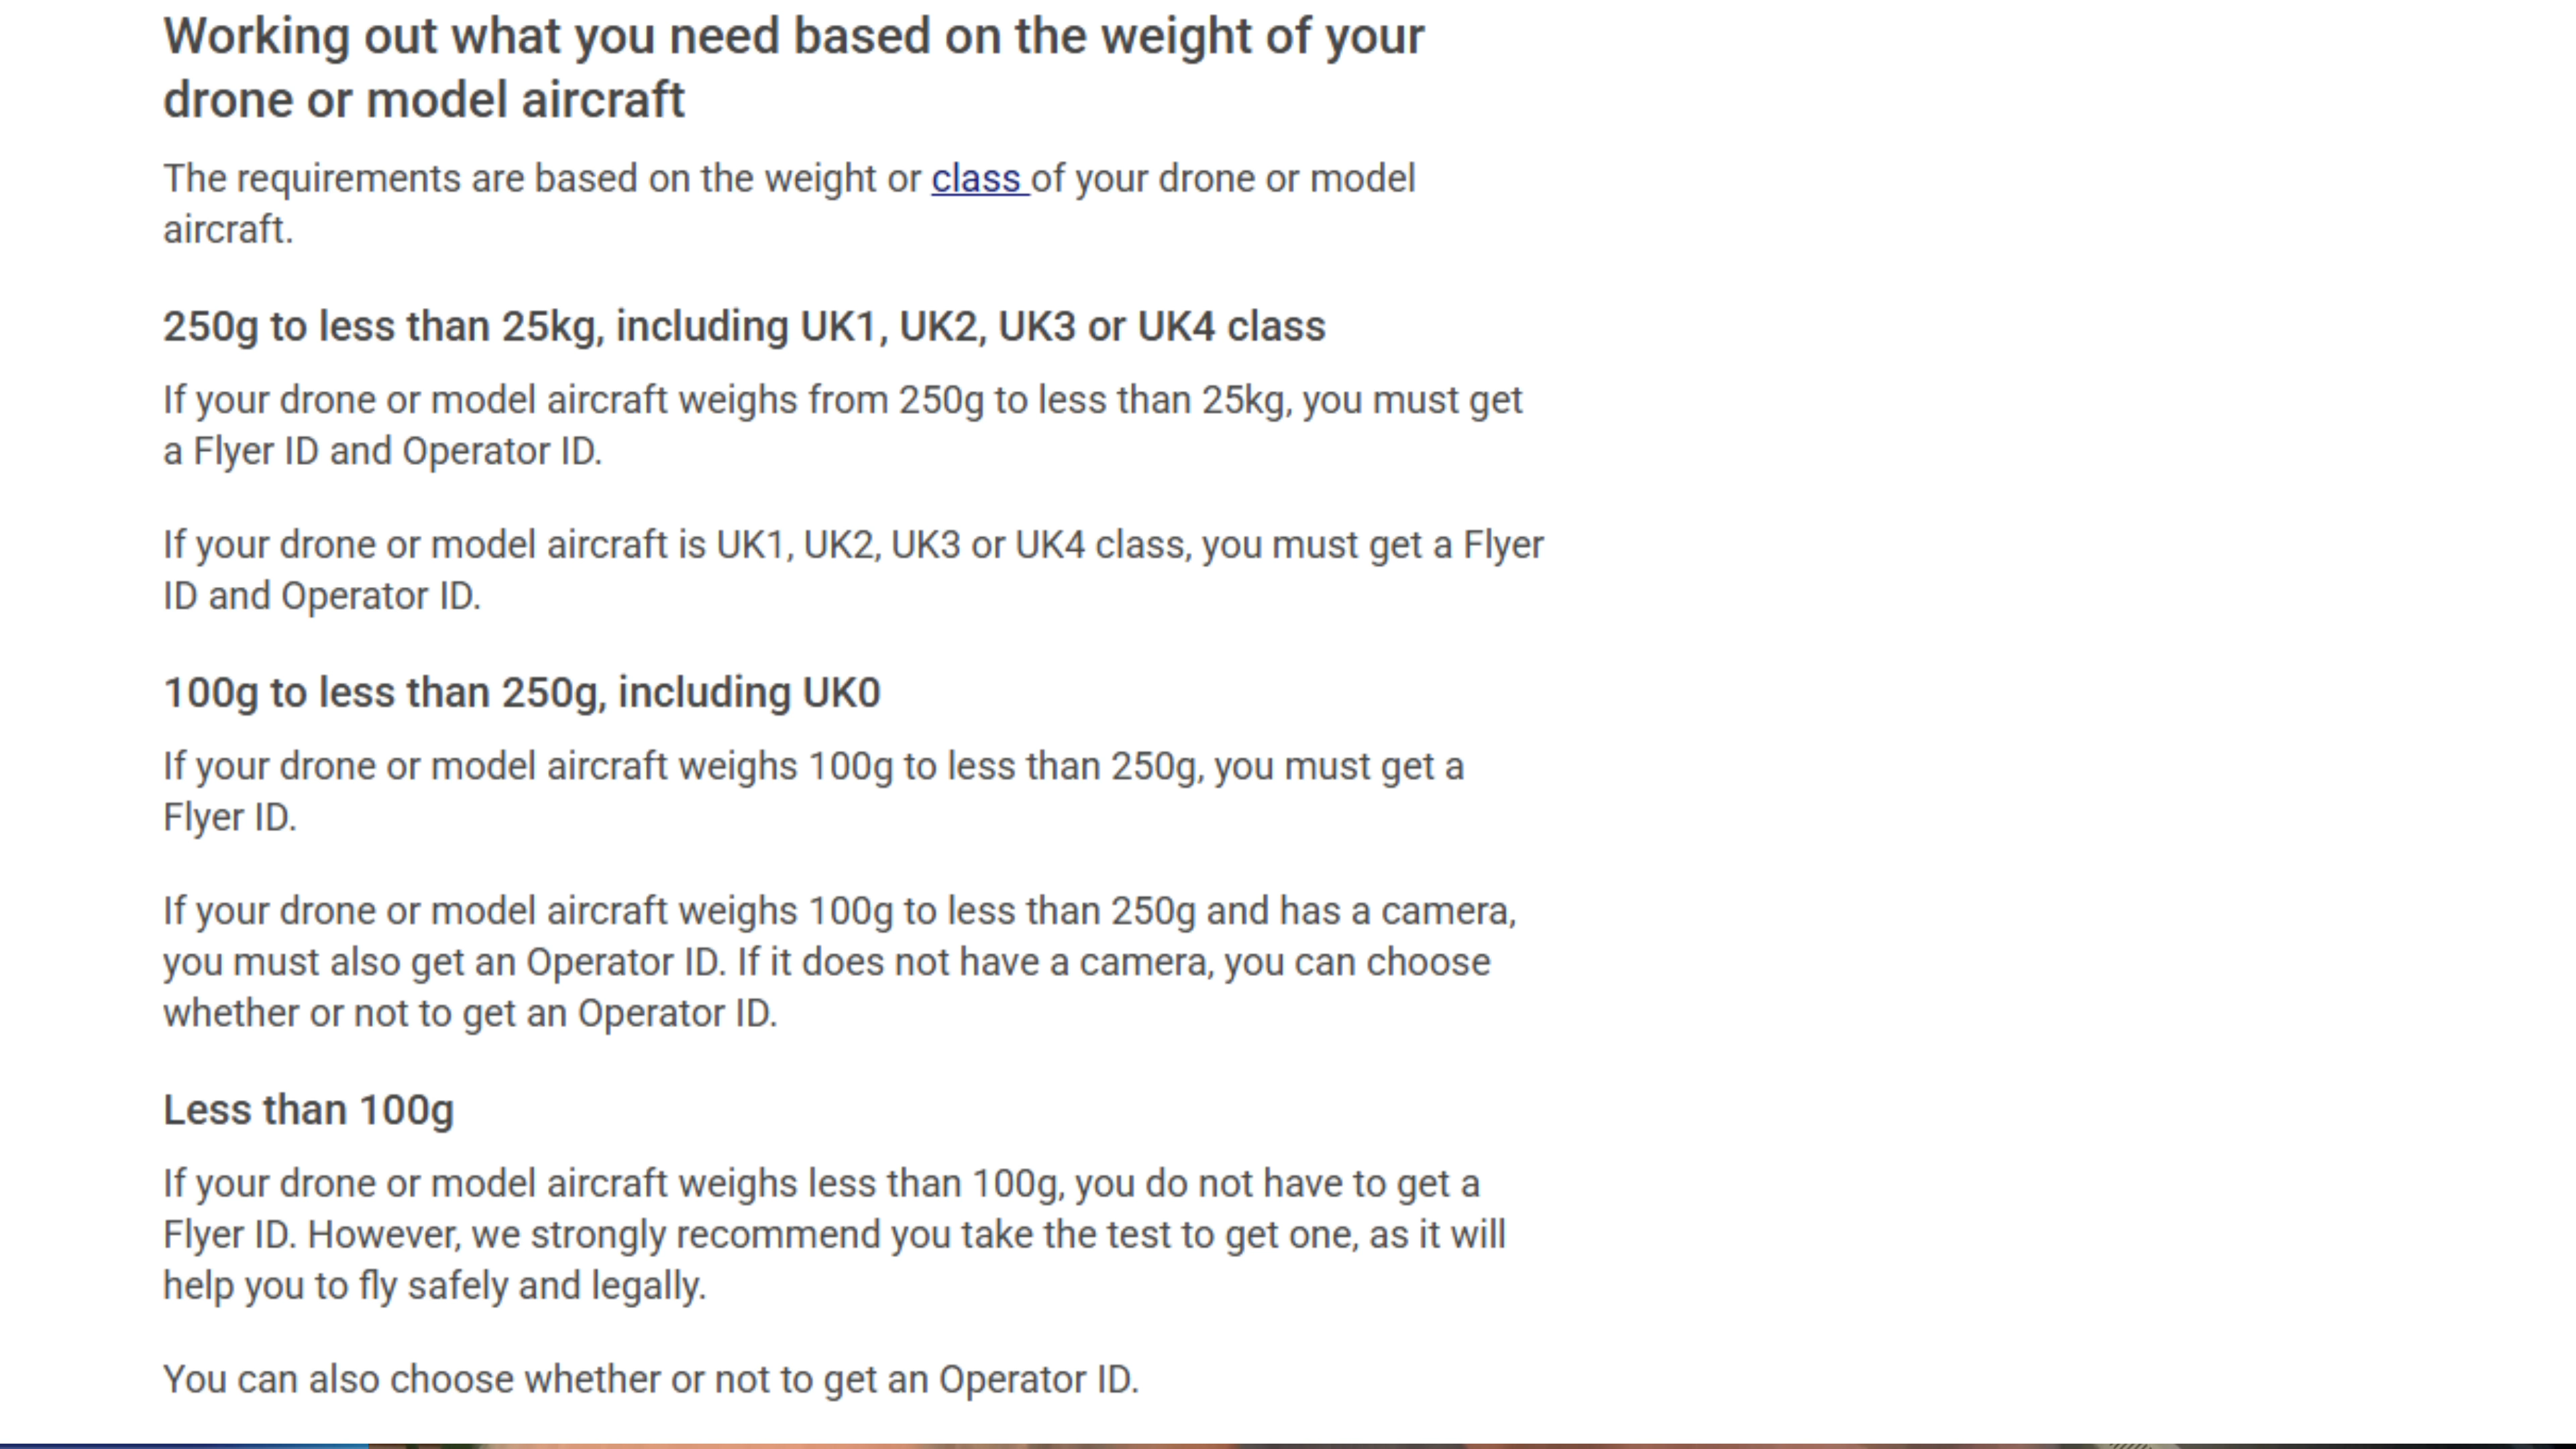 Working out what you need based on the weight of your
drone or model aircraft
The requirements are based on the weight or class of your drone or model
aircraft.
250g to less than 25kg, including UK1, UK2, UK3 or UK4 class
If your drone or model aircraft weighs from 250g to less than 25kg, you must get
a Flyer ID and Operator ID.
If your drone or model aircraft is UK1, UK2, UK3 or UK4 class, you must get a Flyer
ID and Operator ID.
100g to less than 250g, including UK0
If your drone or model aircraft weighs 100g to less than 250g, you must get a
Flyer ID.
If your drone or model aircraft weighs 100g to less than 250g and has a camera,
you must also get an Operator ID. If it does not have a camera, you can choose
whether or not to get an Operator ID.
Less than 100g
If your drone or model aircraft weighs less than 100g, you do not have to get a
Flyer ID. However, we strongly recommend you take the test to get one, as it will
help you to fly safely and legally.
You can also choose whether or not to get an Operator ID.